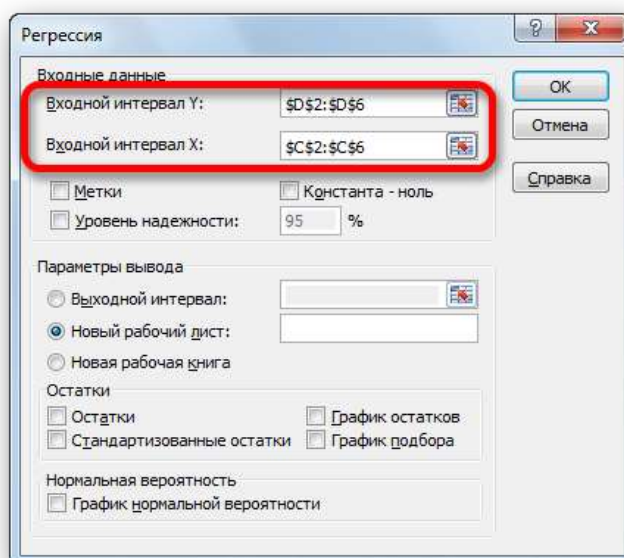 Регрессия
Входные данные
Входной интервал Y: $D$2:$D$6
Входной интервал X: $C$2:$C$6
Метки Константа - ноль
Уровень надежности: 95 %
ОК
Отмена
Справка
Параметры вывода
Выходной интервал:
Новый рабочий лист:
Новая рабочая книга
Остатки
Остатки График остатков
Стандартизованные остатки График подбора
Нормальная вероятность
График нормальной вероятности